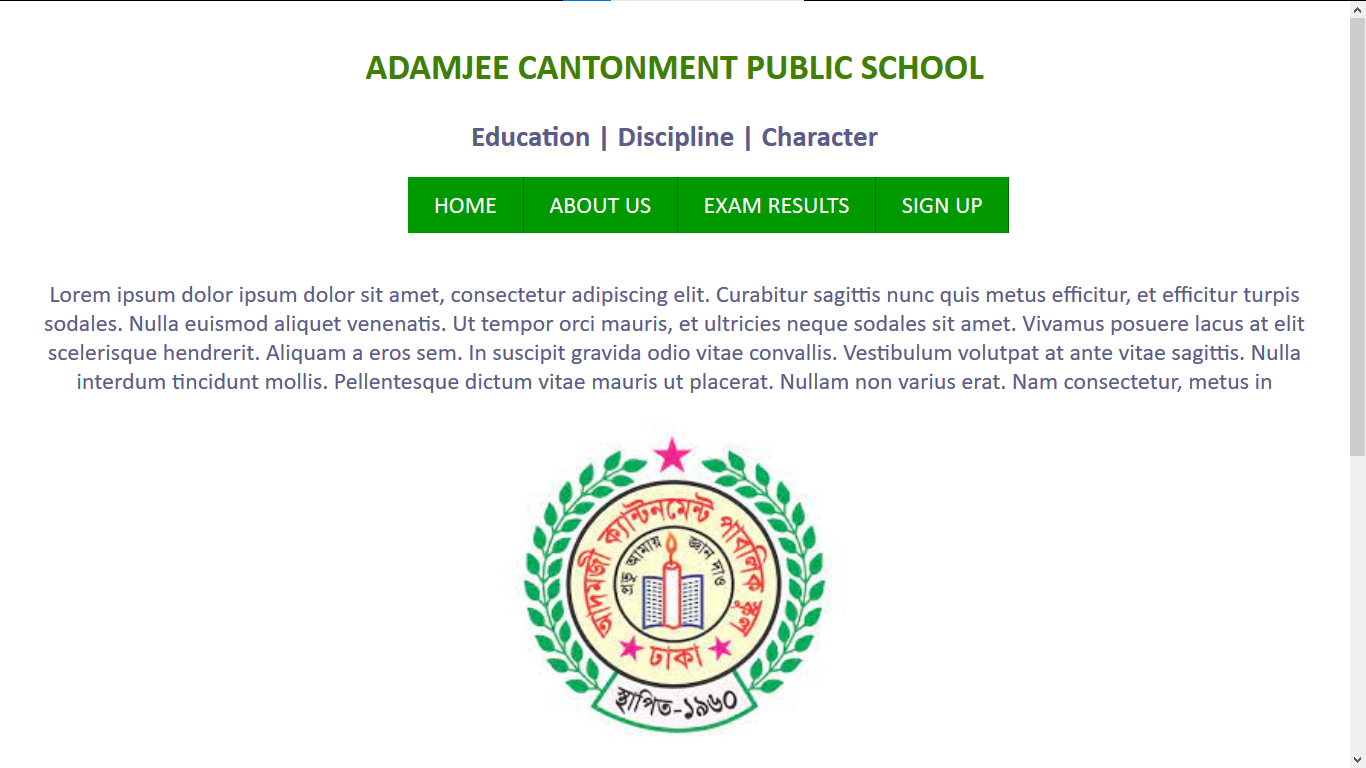 ADAMJEE CANTONMENT PUBLIC SCHOOL
Education | Discipline | Character
HOME ABOUT US EXAM RESULTS SIGN UP
Lorem ipsum dolor ipsum dolor sit amet, consectetur adipiscing elit. Curabitur sagittis nunc quis metus efficitur, et efficitur turpis
sodales. Nulla euismod aliquet venenatis. Ut tempor orci mauris, et ultricies neque sodales sit amet. Vivamus posuere lacus at elit
scelerisque hendrerit. Aliquam a eros sem. In suscipit gravida odio vitae convallis. Vestibulum volutpat at ante vitae sagittis. Nulla
interdum tincidunt mollis. Pellentesque dictum vitae mauris ut placerat. Nullam non varius erat. Nam consectetur, metus in
আদমজী ক্যান্টনমেন্ট পাবলিক স্কুল
প্রভু আমায় জ্ঞান দাও
ঢাকা
স্থাপিত-১৯৬০